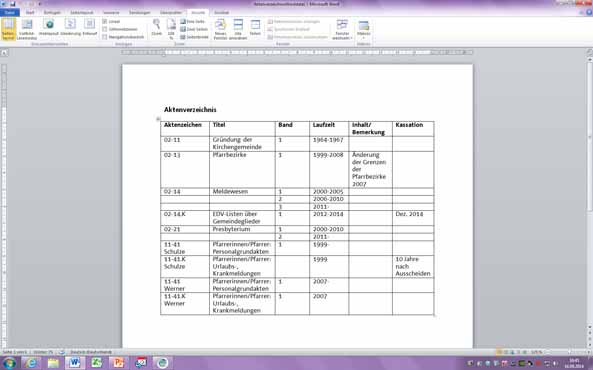 Aktenverzeichnis(Restdatei) - Microsoft Word
Datei Start Einfügen Seitenlayout Verweise Sendungen Überprüfen Ansicht Acrobat
Seiten-layout Vollbild-Lesemodus Weblayout Gliederung Entwurf
Lineal
Gitternetzlinien
Navigationsbereich
Zoom 100 %
Eine Seite
Zwei Seiten
Seitenbreite
Neues Fenster Alle anordnen Teilen
Nebeneinander anzeigen
Synchroner Bildlauf
Fensterposition zurücksetzen
Fenster wechseln
Makros
Dokumentansichten Anzeigen Zoom Fenster Makros
Aktenverzeichnis
Aktenzeichen Titel Band Laufzeit Inhalt/ Bemerkung Kassation
02-11 Gründung der Kirchengemeinde 1 1964-1967
02-13 Pfarrbezirke 1 1999-2008 Änderung der Grenzen der Pfarrbezirke 2007
02-14 Meldewesen 1 2000-2005
2 2006-2010
3 2011-
02-14.K EDV-Listen über Gemeindeglieder 1 2012-2014 Dez. 2014
02-21 Presbyterium 1 2000-2010
2 2011-
11-41 Schulze Pfarrerinnen/Pfarrer: Personalgrundakten 1 1999-
11-41.K Schulze Pfarrerinnen/Pfarrer: Urlaubs-, Krankmeldungen 1999 10 Jahre nach Ausscheiden
11-41 Werner Pfarrerinnen/Pfarrer: Personalgrundakten 1 2007-
11-41.K Werner Pfarrerinnen/Pfarrer: Urlaubs-, Krankmeldungen 1 2007
Seite 1 von 1 Wörter: 75 Deutsch (Deutschland) 120%
16:45
16.09.2014